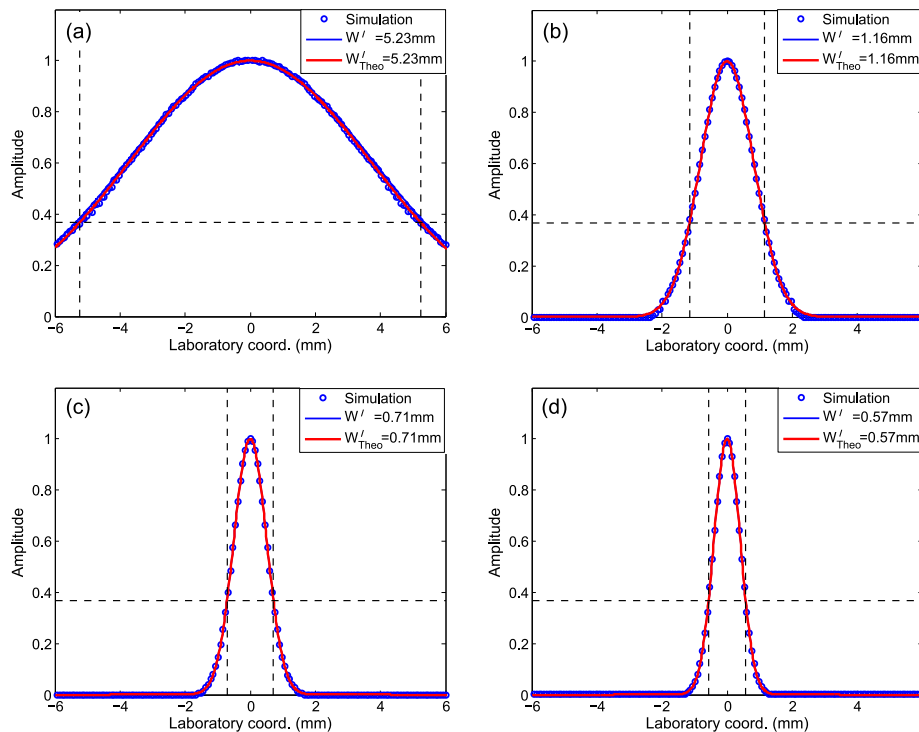 (a)
Simulation
W^l =5.23mm
W^l_Theo =5.23mm
1
0.8
0.6
0.4
0.2
0
Amplitude
−6 −4 −2 0 2 4 6
Laboratory coord. (mm)
(b)
Simulation
W^l =1.16mm
W^l_Theo =1.16mm
1
0.8
0.6
0.4
0.2
0
Amplitude
−6 −4 −2 0 2 4
Laboratory coord. (mm)
(c)
Simulation
W^l =0.71mm
W^l_Theo =0.71mm
1
0.8
0.6
0.4
0.2
0
Amplitude
−6 −4 −2 0 2 4 6
Laboratory coord. (mm)
(d)
Simulation
W^l =0.57mm
W^l_Theo =0.57mm
1
0.8
0.6
0.4
0.2
0
Amplitude
−6 −4 −2 0 2 4
Laboratory coord. (mm)